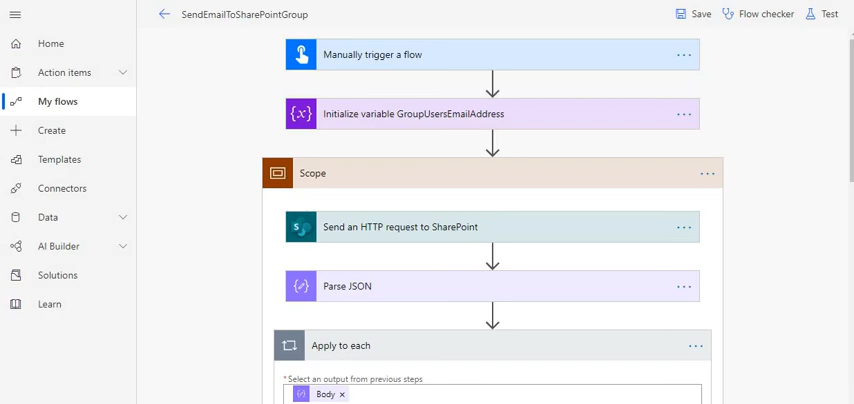 SendEmailToSharePointGroup
Save
Flow checker
Test
Home
Action items
My flows
Create
Templates
Connectors
Data
AI Builder
Solutions
Learn
Manually trigger a flow
...
{x} Initialize variable GroupUsersEmailAddress
...
Scope
...
S Send an HTTP request to SharePoint
...
Parse JSON
...
Apply to each
...
* Select an output from previous steps
Body x